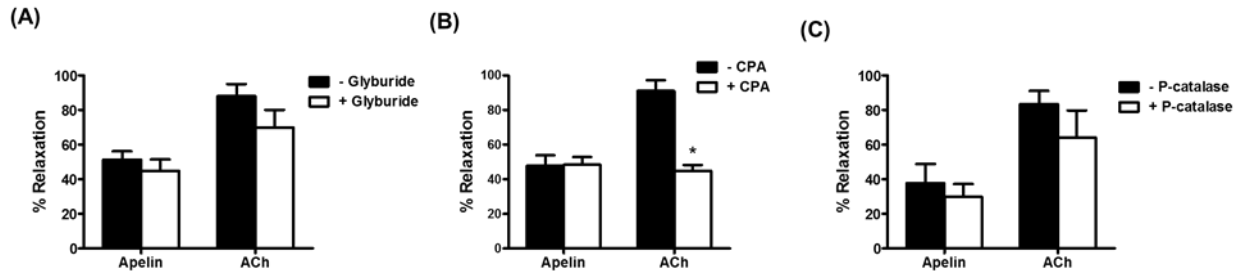 (A)
- Glyburide
+ Glyburide
% Relaxation
100
80
60
40
20
0
Apelin
ACh
(B)
- CPA
+ CPA
% Relaxation
100
80
60
40
20
0
*
Apelin
ACh
(C)
- P-catalase
+ P-catalase
% Relaxation
100
80
60
40
20
0
Apelin
ACh